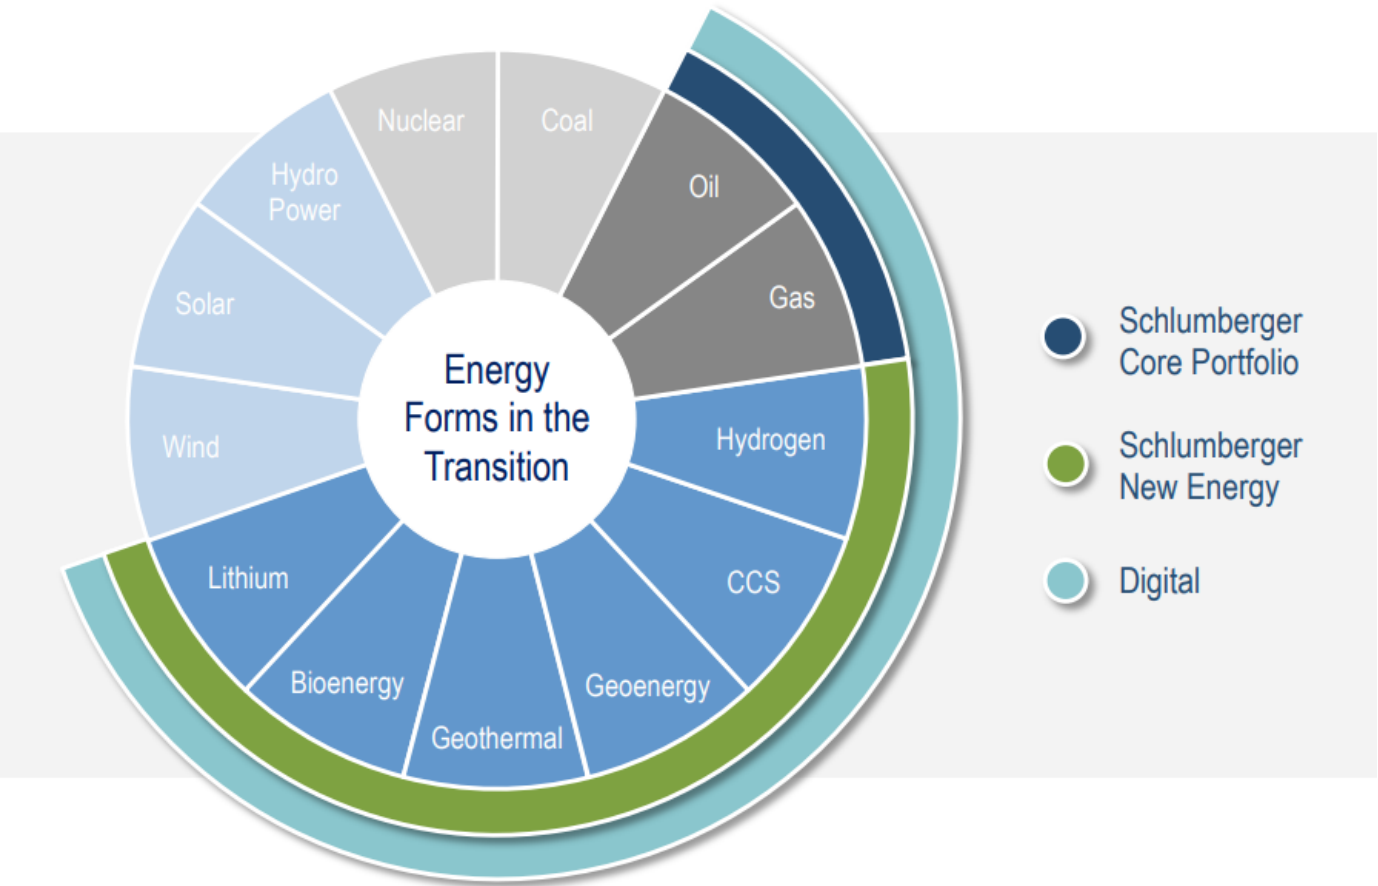 Nuclear
Coal
Hydro
Power
Oil
Solar
Gas
Energy
Forms in the
Transition
Wind
Hydrogen
Lithium
CCS
Bioenergy
Geoenergy
Geothermal
Schlumberger
Core Portfolio
Schlumberger
New Energy
Digital